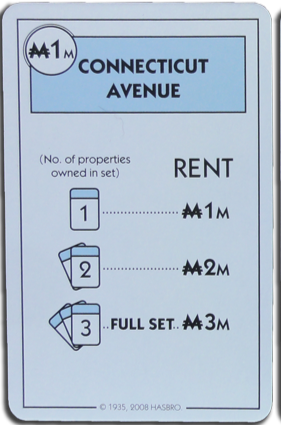 ₩1M
CONNECTICUT
AVENUE
(No. of properties
owned in set)
RENT
1 ₩1M
2 ₩2M
3 FULL SET ₩3M
© 1935, 2008 HASBRO